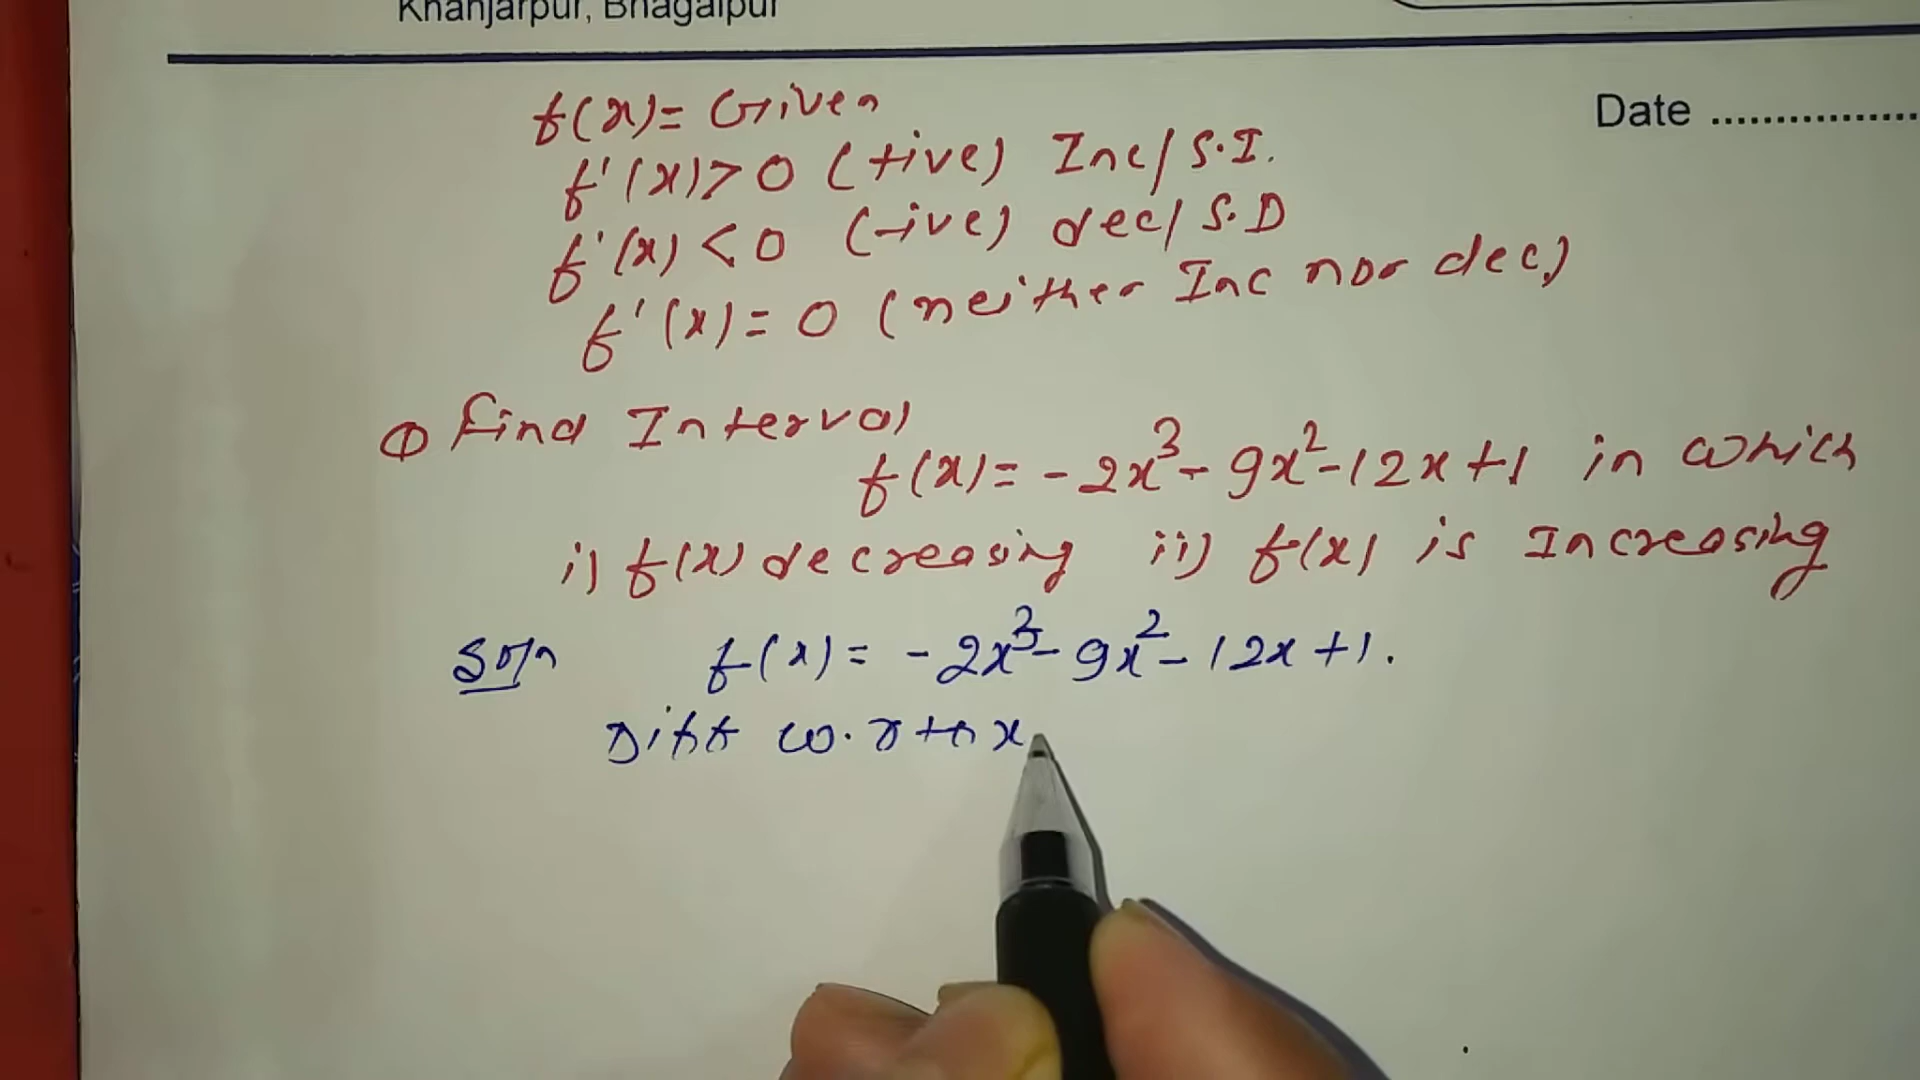 Khanjarpur, Bhagalpur
Date ................
f(x) = Given
f'(x) > 0 (+ive) Inc/S.I.
f'(x) < 0 (-ive) dec/S.D
f'(x) = 0 (neither Inc nor dec)
① Find Interval
f(x) = -2x³ - 9x² - 12x + 1 in which
i) f(x) decreasing ii) f(x) is Increasing
Soln f(x) = -2x³ - 9x² - 12x + 1.
Diff w.r to x